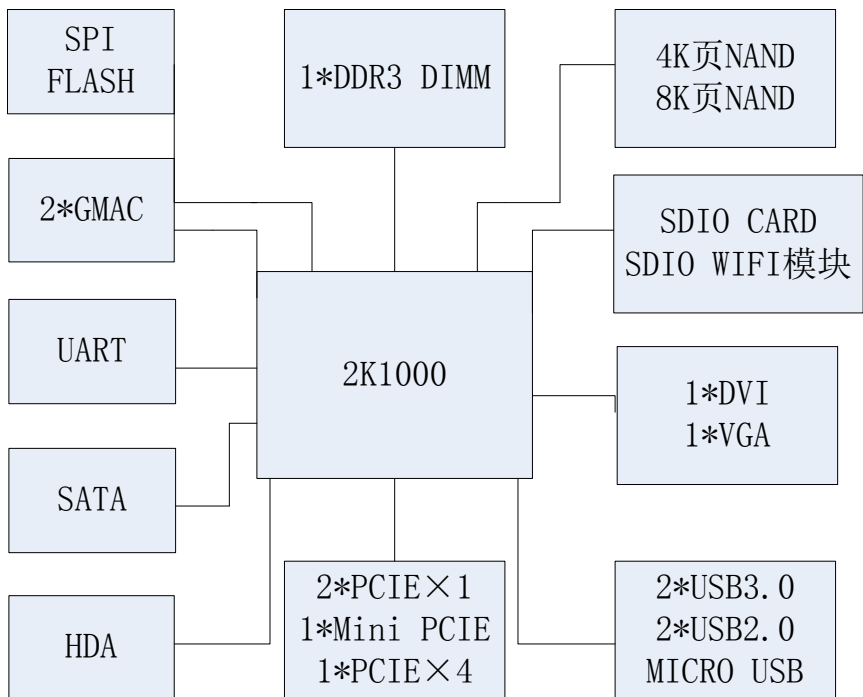 SPI
FLASH
1*DDR3 DIMM
4K页NAND
8K页NAND
2*GMAC
SDIO CARD
SDIO WIFI模块
UART
2K1000
1*DVI
1*VGA
SATA
HDA
2*PCIE×1
1*Mini PCIE
1*PCIE×4
2*USB3.0
2*USB2.0
MICRO USB